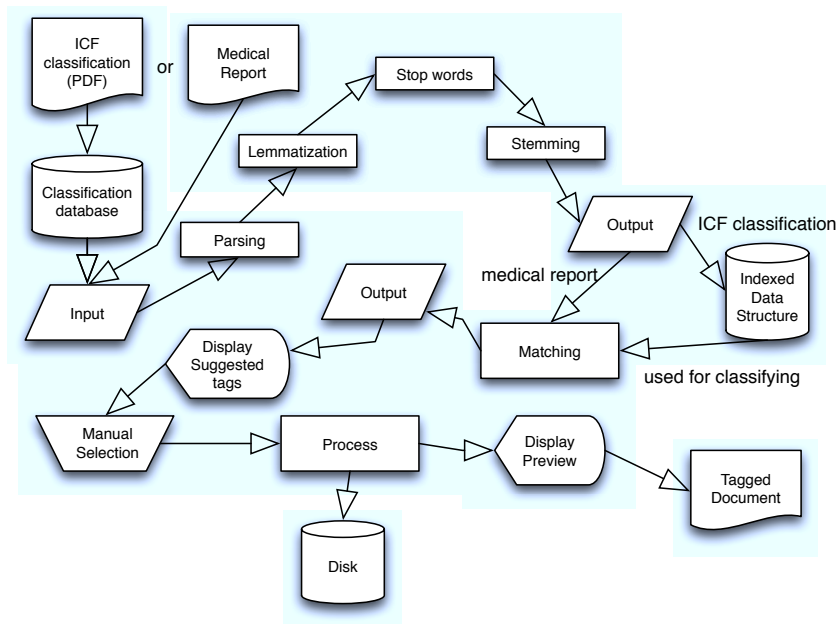 ICF
classification
(PDF)
or
Medical
Report
Stop words
Lemmatization
Stemming
Classification
database
Parsing
Output
ICF classification
medical report
Input
Output
Indexed
Data
Structure
Display
Suggested
tags
Matching
used for classifying
Manual
Selection
Process
Display
Preview
Tagged
Document
Disk